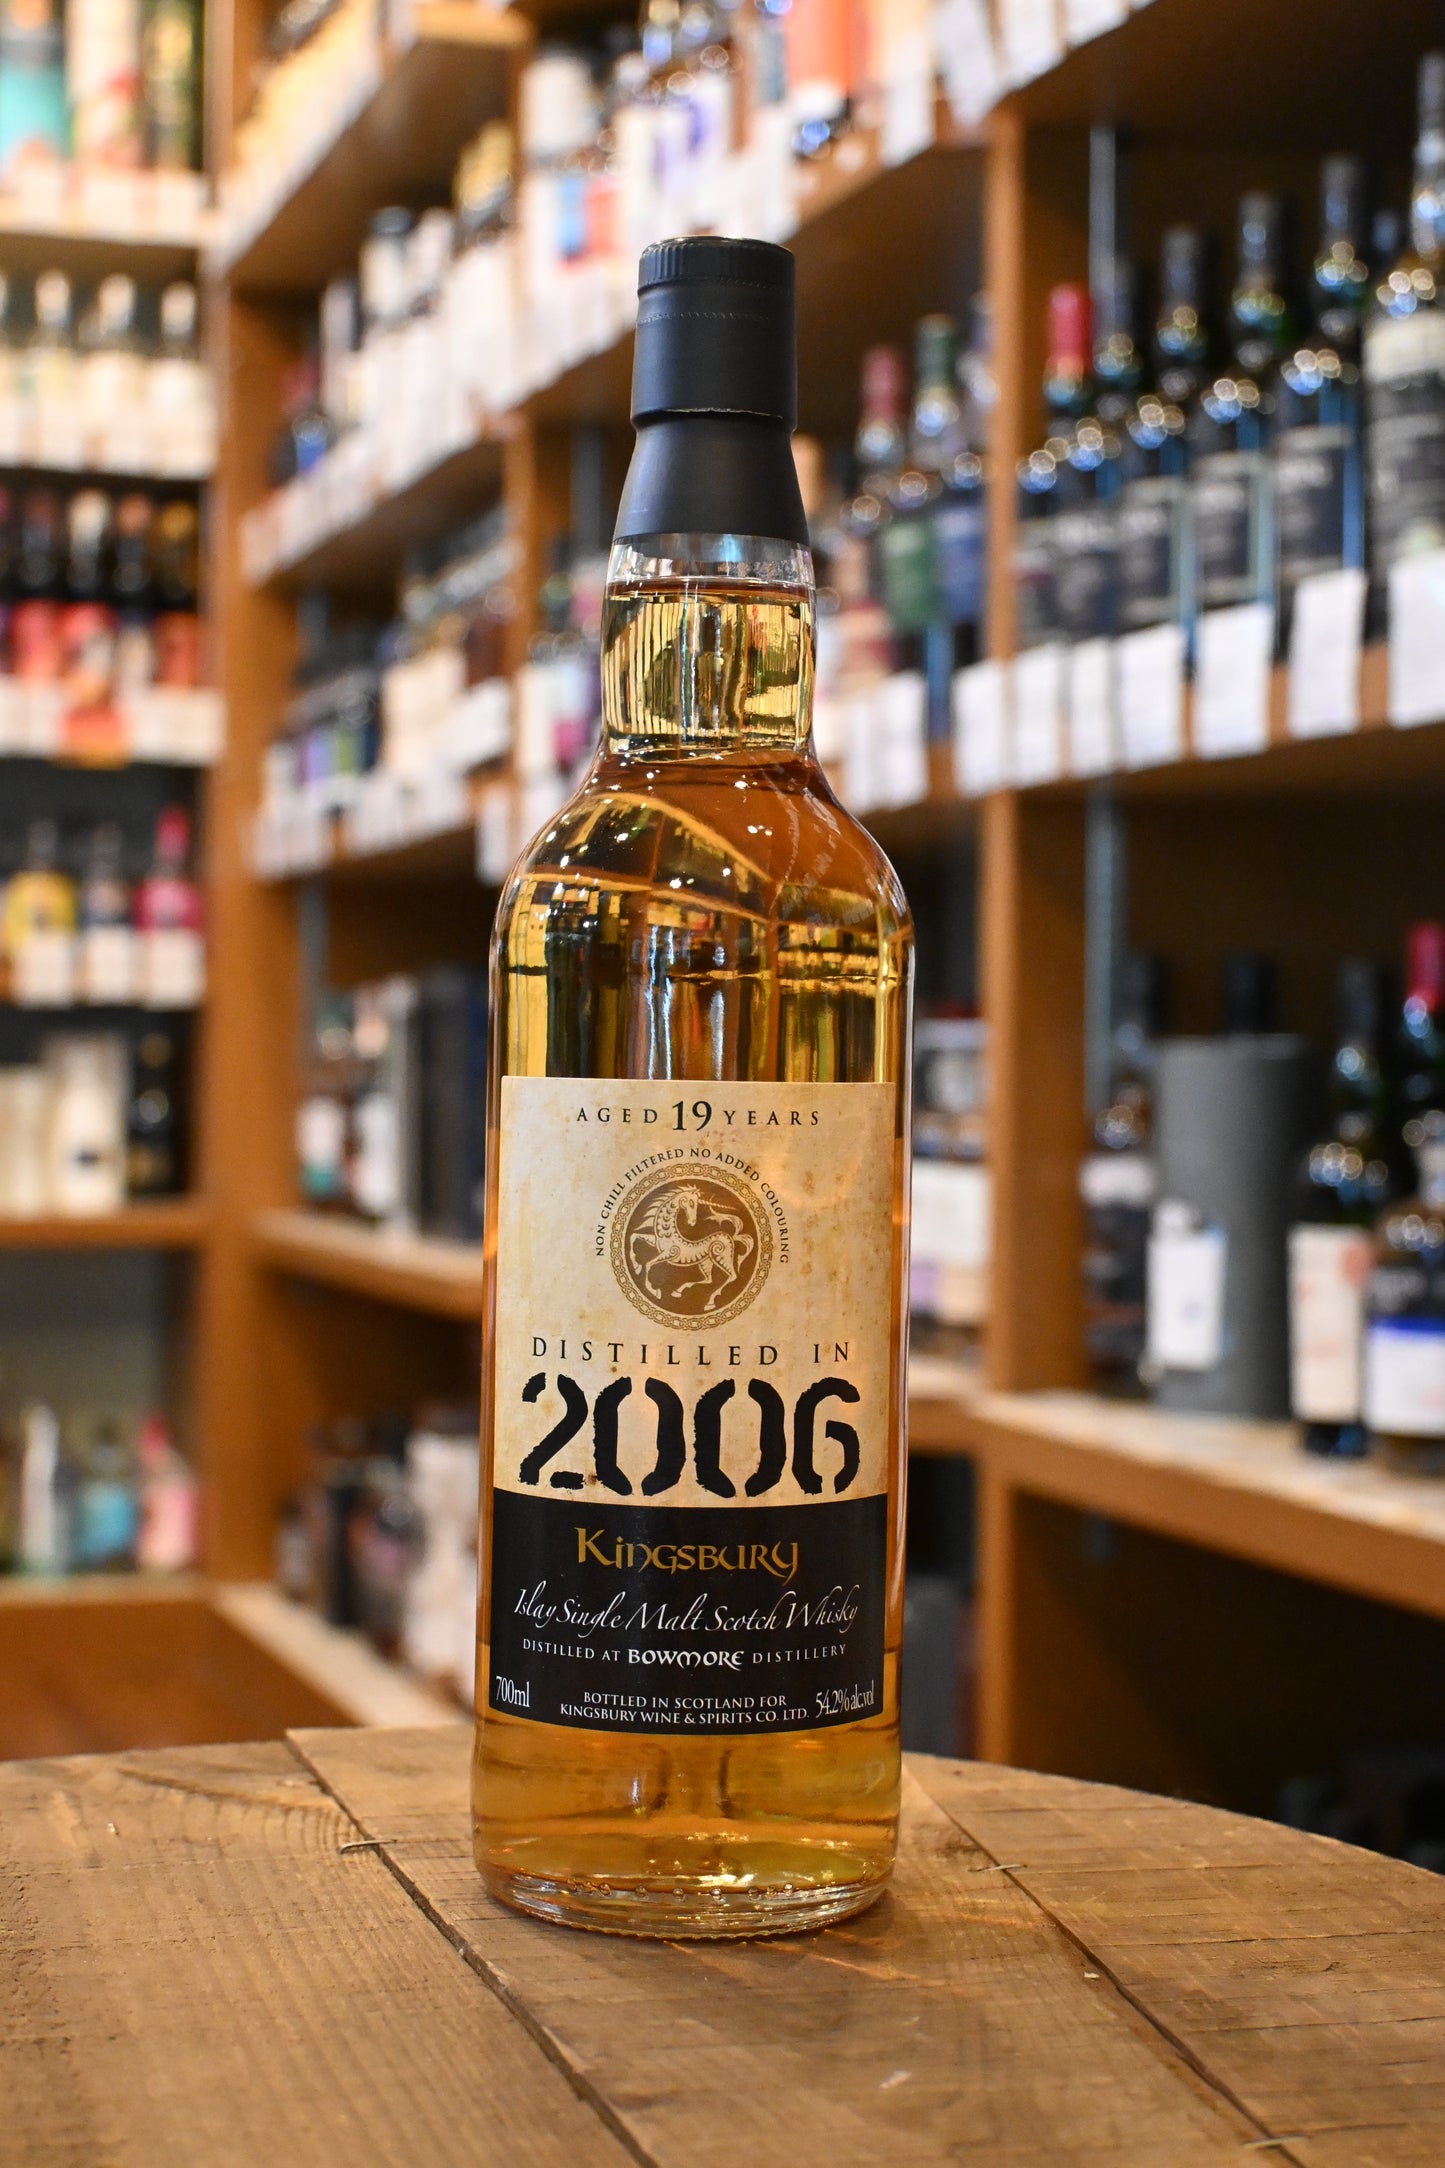 AGED 19 YEARS
NON CHILL FILTERED NO ADDED COLOURING
DISTILLED IN
2006
Kingsbury
Islay Single Malt Scotch Whisky
DISTILLED AT BOWMORE DISTILLERY
700ml
BOTTLED IN SCOTLAND FOR
KINGSBURY WINE & SPIRITS CO. LTD.
54.2% alc.vol